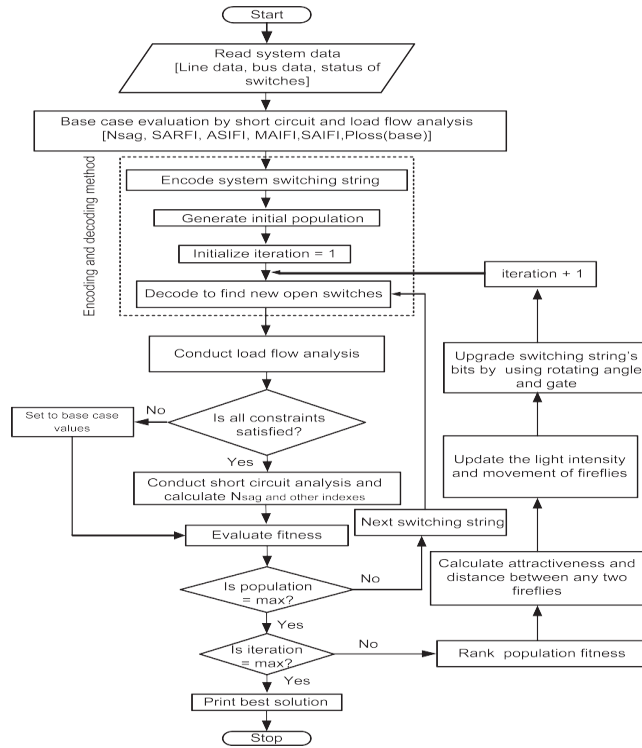 Start
Read system data
[Line data, bus data, status of
switches]
Base case evaluation by short circuit and load flow analysis
[Nsag, SARFI, ASIFI, MAIFI,SAIFI,Ploss(base)]
Encoding and decoding method
Encode system switching string
Generate initial population
Initialize iteration = 1
Decode to find new open switches
iteration + 1
Conduct load flow analysis
Upgrade switching string's
bits by using rotating angle
and gate
Is all constraints
satisfied?
No
Set to base case
values
Yes
Update the light intensity
and movement of fireflies
Conduct short circuit analysis and
calculate Nsag and other indexes
Evaluate fitness
Next switching string
Is population
= max?
No
Calculate attractiveness and
distance between any two
fireflies
Yes
Is iteration
= max?
No
Rank population fitness
Yes
Print best solution
Stop